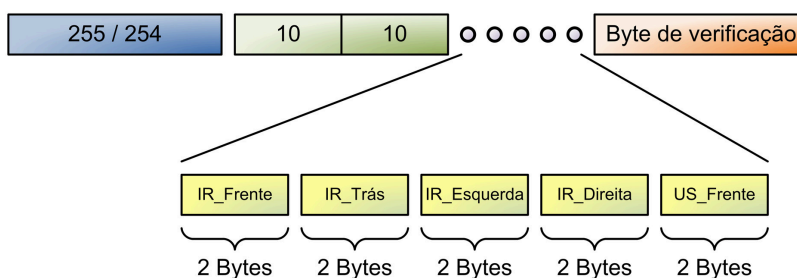 255 / 254 10 10 Byte de verificação
IR_Frente IR_Trás IR_Esquerda IR_Direita US_Frente
2 Bytes 2 Bytes 2 Bytes 2 Bytes 2 Bytes